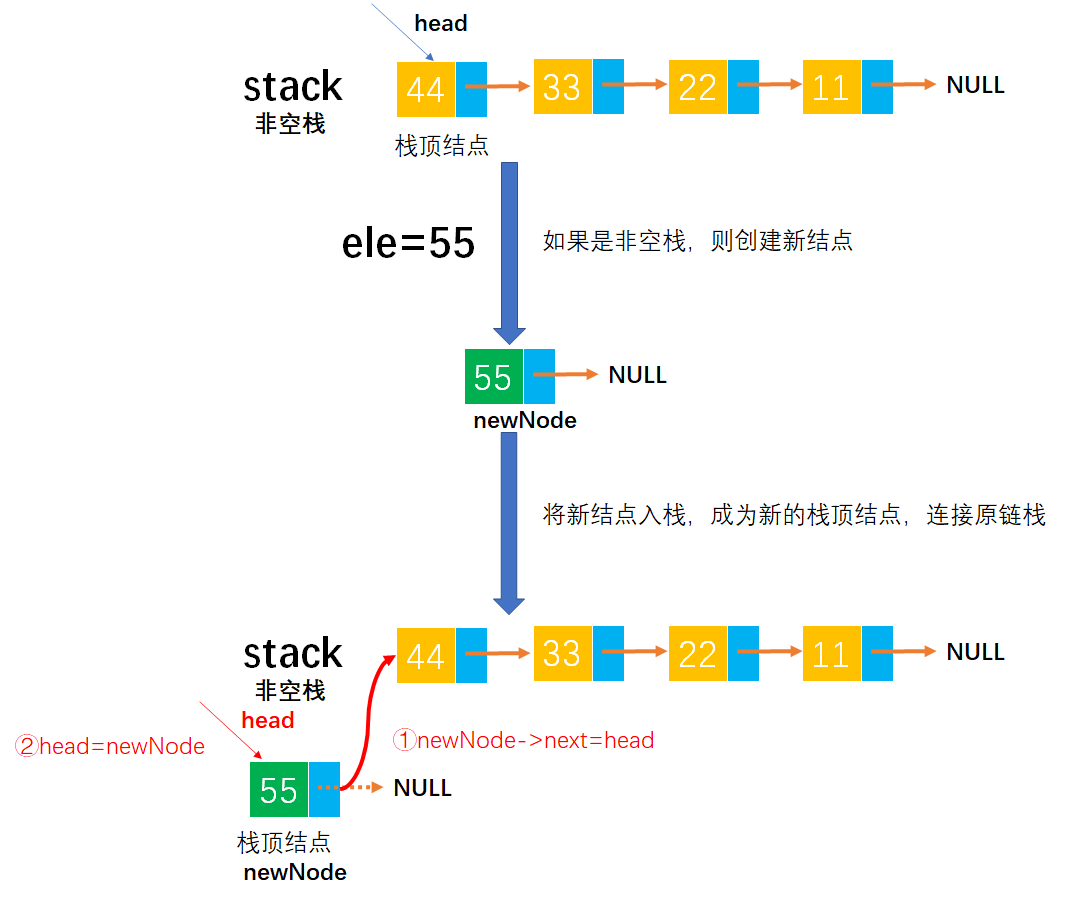 head
stack
44 33 22 11 NULL
非空栈
栈顶结点
ele=55
如果是非空栈，则创建新结点
55 NULL
newNode
将新结点入栈，成为新的栈顶结点，连接原链栈
stack
44 33 22 11 NULL
非空栈
head
②head=newNode
①newNode->next=head
55 NULL
栈顶结点
newNode